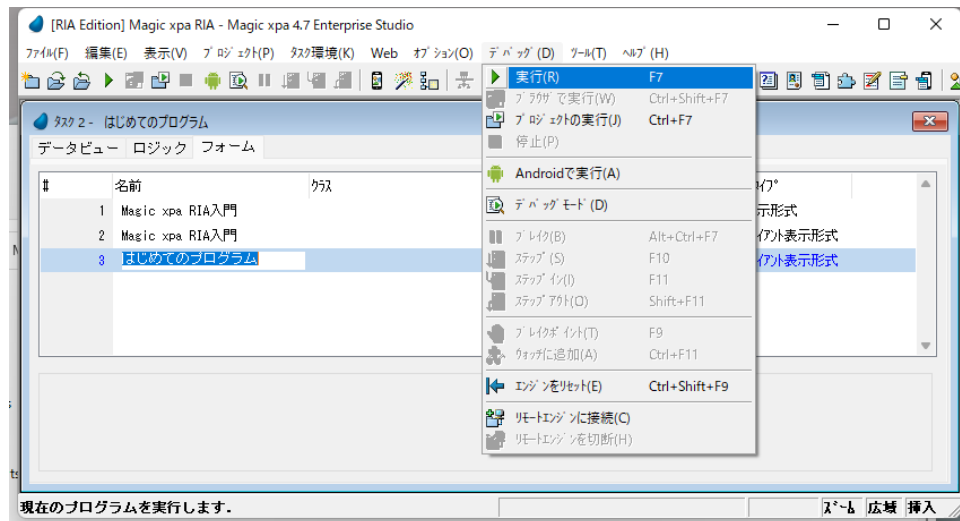 [RIA Edition] Magic xpa RIA - Magic xpa 4.7 Enterprise Studio
ﾌｧｲﾙ(F) 編集(E) 表示(V) ﾌﾟﾛｼﾞｪｸﾄ(P) ﾀｽｸ環境(K) Web ｵﾌﾟｼｮﾝ(O) ﾃﾞﾊﾞｯｸﾞ(D) ﾂｰﾙ(T) ﾍﾙﾌﾟ(H)
実行(R) F7
ﾌﾞﾗｳｻﾞで実行(W) Ctrl+Shift+F7
ﾌﾟﾛｼﾞｪｸﾄの実行(J) Ctrl+F7
停止(P)
Androidで実行(A)
ﾃﾞﾊﾞｯｸﾞﾓｰﾄﾞ(D)
ﾌﾞﾚｲｸ(B) Alt+Ctrl+F7
ｽﾃｯﾌﾟ(S) F10
ｽﾃｯﾌﾟｲﾝ(I) F11
ｽﾃｯﾌﾟｱｳﾄ(O) Shift+F11
ﾌﾞﾚｲｸﾎﾟｲﾝﾄ(T) F9
ｳｫｯﾁに追加(A) Ctrl+F11
ｴﾝｼﾞﾝをﾘｾｯﾄ(E) Ctrl+Shift+F9
ﾘﾓｰﾄｴﾝｼﾞﾝに接続(C)
ﾘﾓｰﾄｴﾝｼﾞﾝを切断(H)
ﾀｽｸ 2 - はじめてのプログラム
データビュー ロジック フォーム
# 名前 ｸﾗｽ
1 Magic xpa RIA入門 示形式
2 Magic xpa RIA入門 ｲｱﾝﾄ表示形式
3 はじめてのプログラム ｲｱﾝﾄ表示形式
現在のプログラムを実行します. ｽﾞｰﾑ 広域 挿入